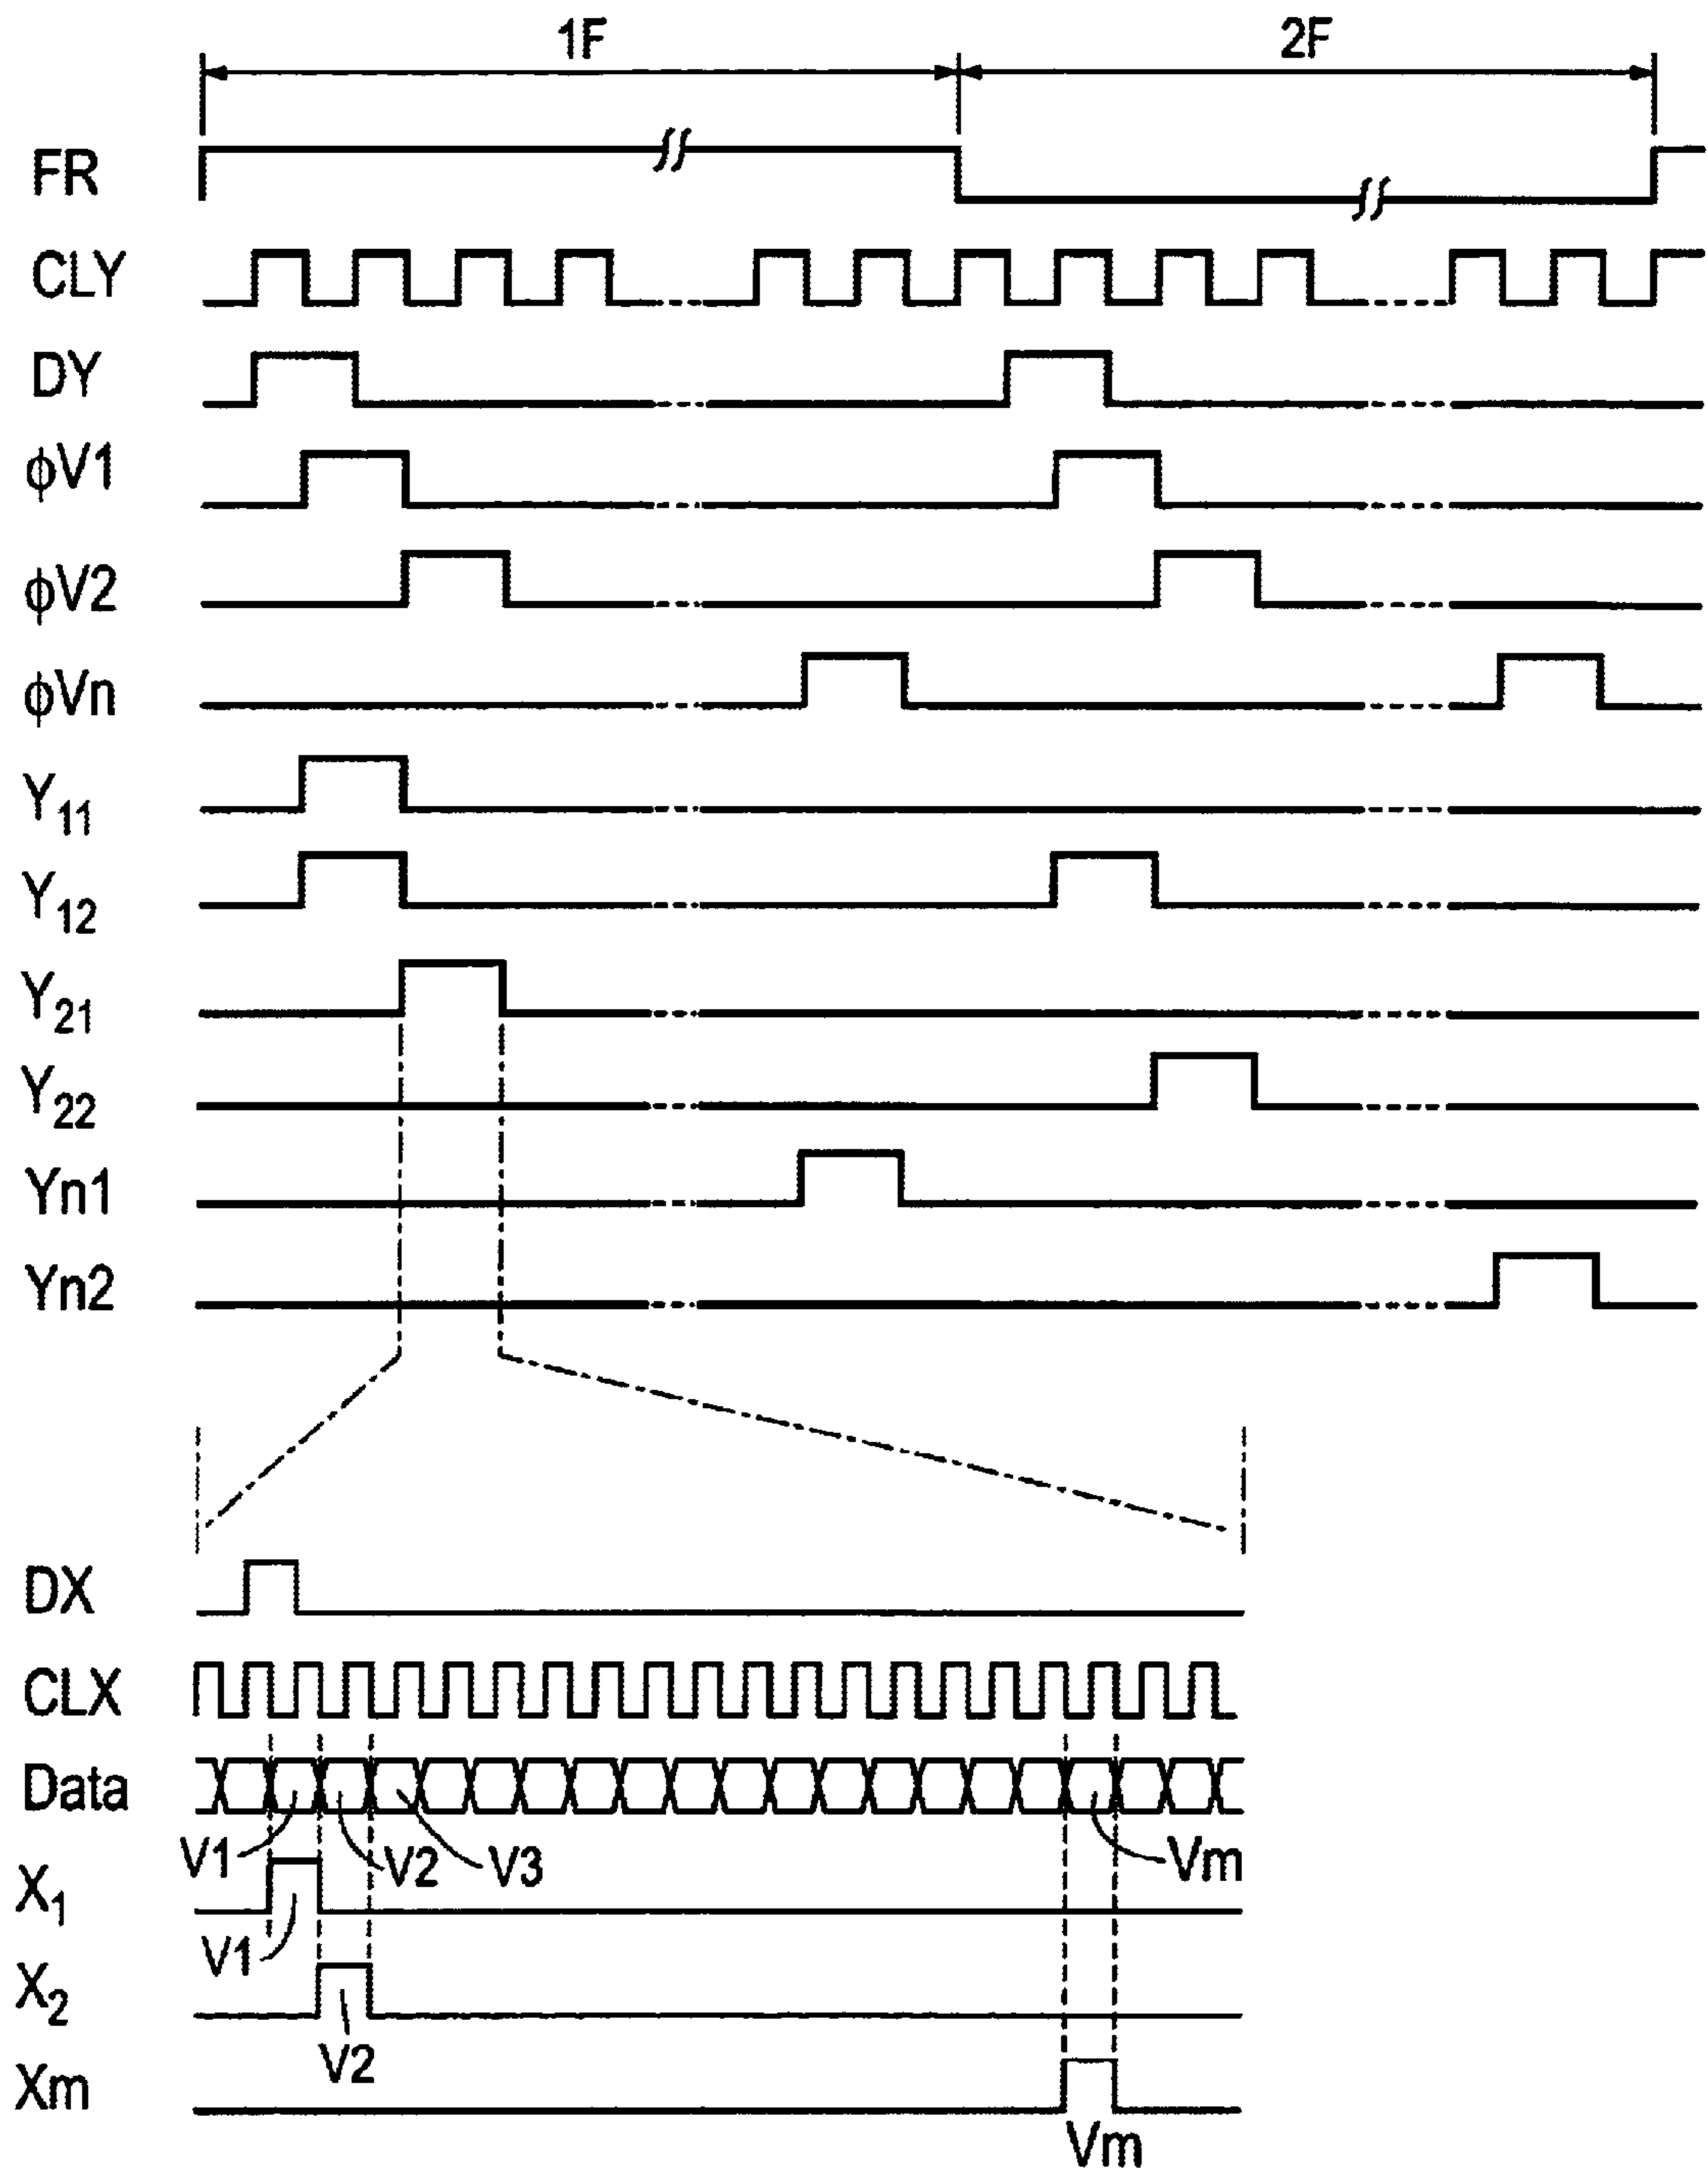 1F 2F
FR
CLY
DY
ϕV1
ϕV2
ϕVn
Y11
Y12
Y21
Y22
Yn1
Yn2
DX
CLX
Data
V1 V2 V3 Vm
X1
V1
X2
V2
Xm
Vm